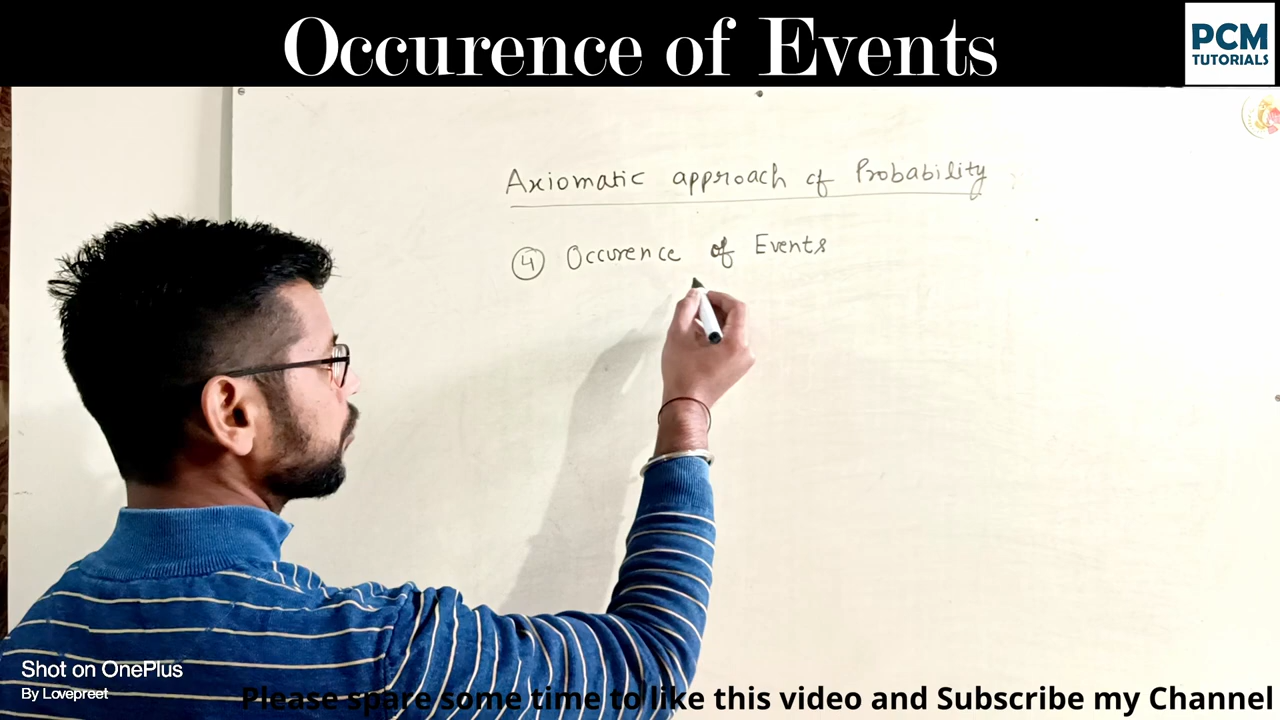 Occurence of Events
PCM
TUTORIALS
Axiomatic approach of Probability
4 Occurence of Events
Shot on OnePlus
By Lovepreet
Please spare some time to like this video and Subscribe my Channel